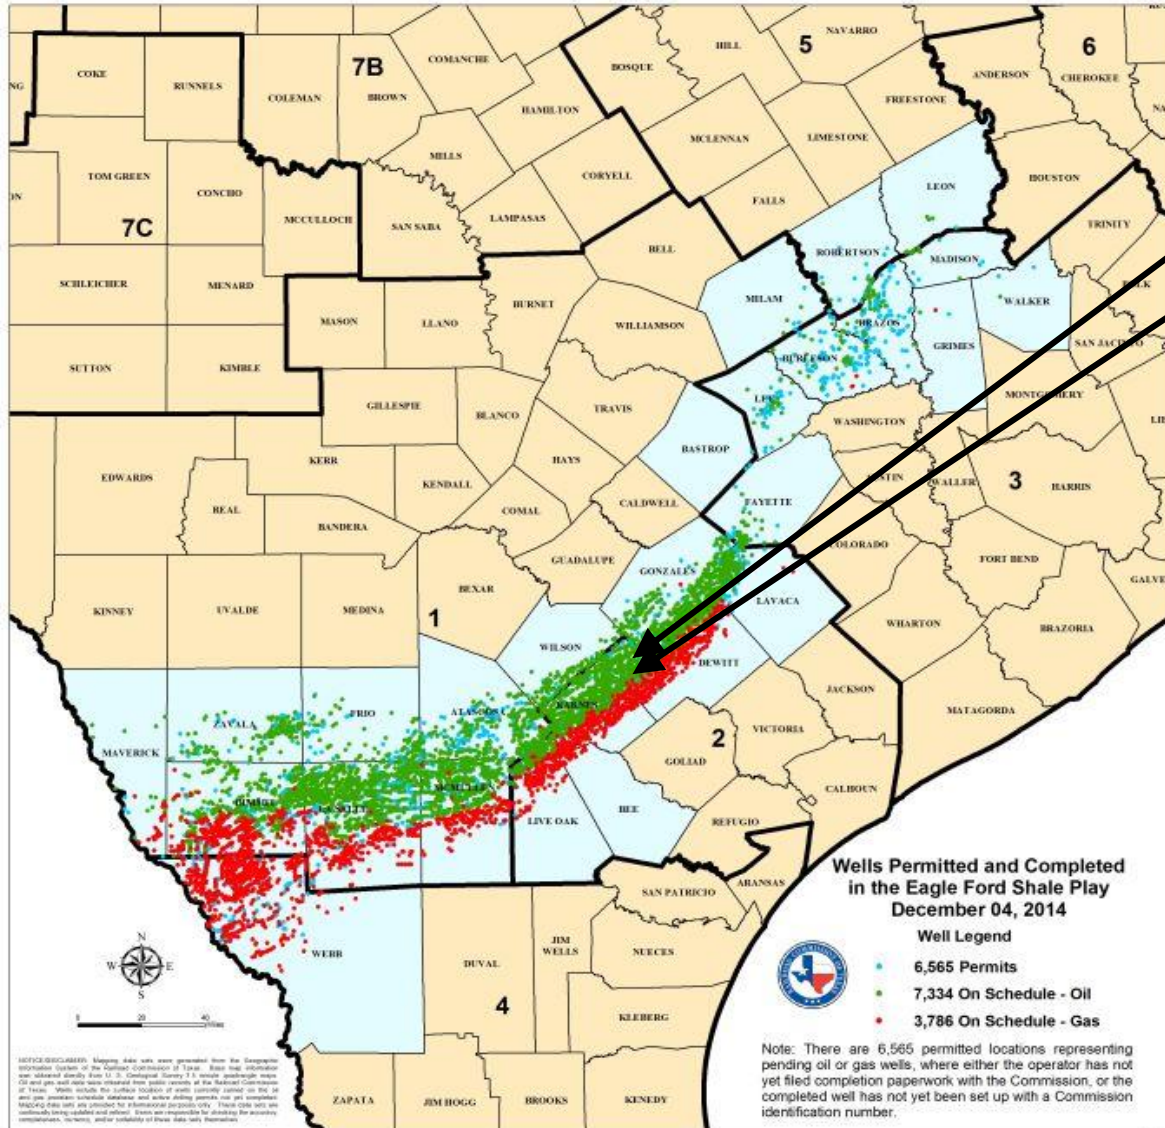 NAVARRO
HILL
5
6
COKE
RUNNELS
7B
COMANCHE
BOSQUE
ANDERSON
CHEROKEE
COLEMAN
BROWN
HAMILTON
FREESTONE
MCLENNAN
LIMESTONE
MILLS
CORYELL
TOM GREEN
CONCHO
LEON
HOUSTON
7C
MCCULLOCH
SAN SABA
LAMPASAS
FALLS
TRINITY
BELL
ROBERTSON
MADISON
SCHLEICHER
MENARD
BURNET
MILAM
WALKER
MASON
LLANO
WILLIAMSON
BRAZOS
GRIMES
SAN JACINTO
SUTTON
KIMBLE
BURLESON
GILLESPIE
BLANCO
TRAVIS
LEE
WASHINGTON
MONTGOMERY
EDWARDS
KERR
HAYS
BASTROP
AUSTIN
WALLER
3
HARRIS
REAL
KENDALL
COMAL
CALDWELL
FAYETTE
BANDERA
GUADALUPE
COLORADO
FORT BEND
KINNEY
UVALDE
MEDINA
BEXAR
GONZALES
LAVACA
1
WHARTON
BRAZORIA
WILSON
DEWITT
ZAVALA
FRIO
ATASCOSA
KARNES
JACKSON
MATAGORDA
MAVERICK
VICTORIA
2
GOLIAD
DIMMIT
LA SALLE
MCMULLEN
CALHOUN
LIVE OAK
BEE
REFUGIO
SAN PATRICIO
ARANSAS
WEBB
DUVAL
JIM
WELLS
NUECES
4
KLEBERG
ZAPATA
JIM HOGG
BROOKS
KENEDY
N
W
E
S
0 20 40
Miles
Wells Permitted and Completed
in the Eagle Ford Shale Play
December 04, 2014
Well Legend
6,565 Permits
7,334 On Schedule - Oil
3,786 On Schedule - Gas
Note: There are 6,565 permitted locations representing
pending oil or gas wells, where either the operator has not
yet filed completion paperwork with the Commission, or the
completed well has not yet been set up with a Commission
identification number.